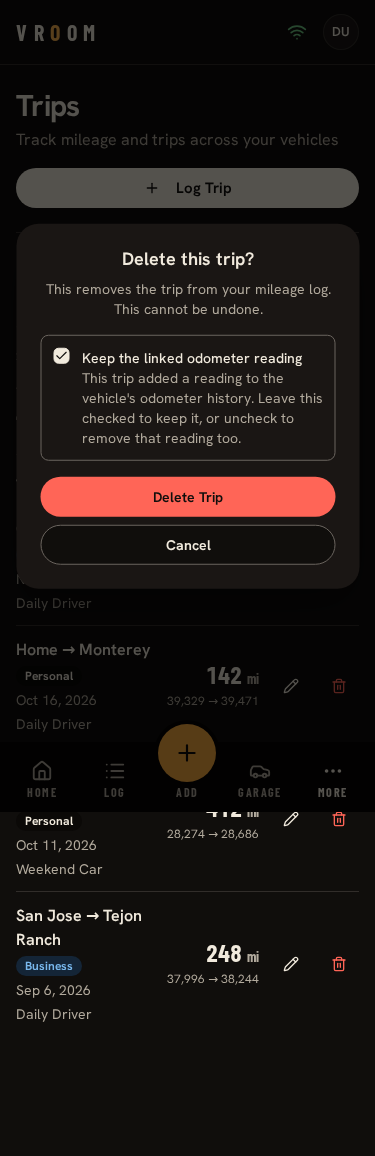 VROOM
DU
Trips
Track mileage and trips across your vehicles
Log Trip
Delete this trip?
This removes the trip from your mileage log.
This cannot be undone.
Keep the linked odometer reading
This trip added a reading to the
vehicle's odometer history. Leave this
checked to keep it, or uncheck to
remove that reading too.
Delete Trip
Cancel
Daily Driver
Home → Monterey
Personal
142 mi
Oct 16, 2026
39,329 → 39,471
Daily Driver
HOME
LOG
ADD
GARAGE
MORE
412 mi
Personal
28,274 → 28,686
Oct 11, 2026
Weekend Car
San Jose → Tejon
Ranch
248 mi
Business
37,996 → 38,244
Sep 6, 2026
Daily Driver